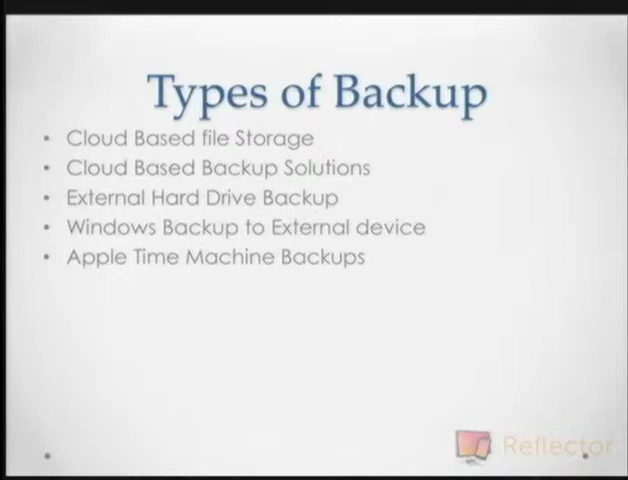 Types of Backup
• Cloud Based file Storage
• Cloud Based Backup Solutions
• External Hard Drive Backup
• Windows Backup to External device
• Apple Time Machine Backups
Reflector